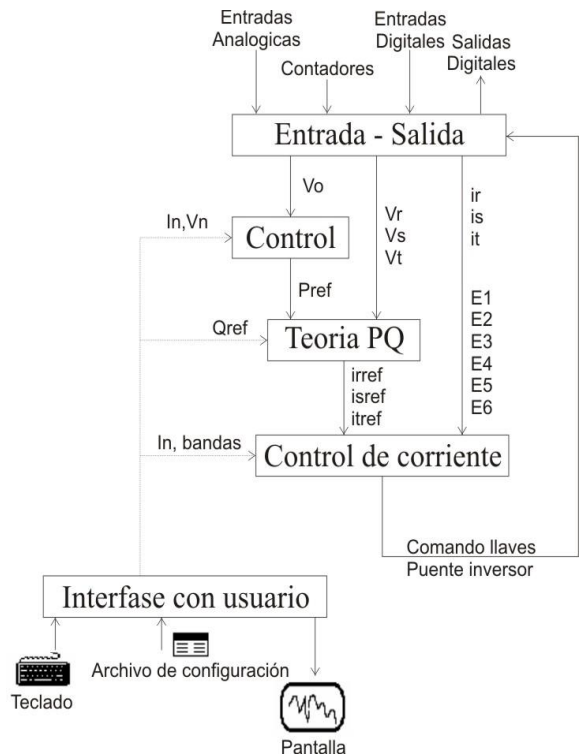 Entradas
Analogicas
Contadores
Entradas
Digitales
Salidas
Digitales
Entrada - Salida
Vo
In,Vn
Control
Vr
Vs
Vt
ir
is
it
Pref
E1
E2
E3
E4
E5
E6
Qref
Teoria PQ
irref
isref
itref
In, bandas
Control de corriente
Comando llaves
Puente inversor
Interfase con usuario
Archivo de configuración
Teclado
Pantalla